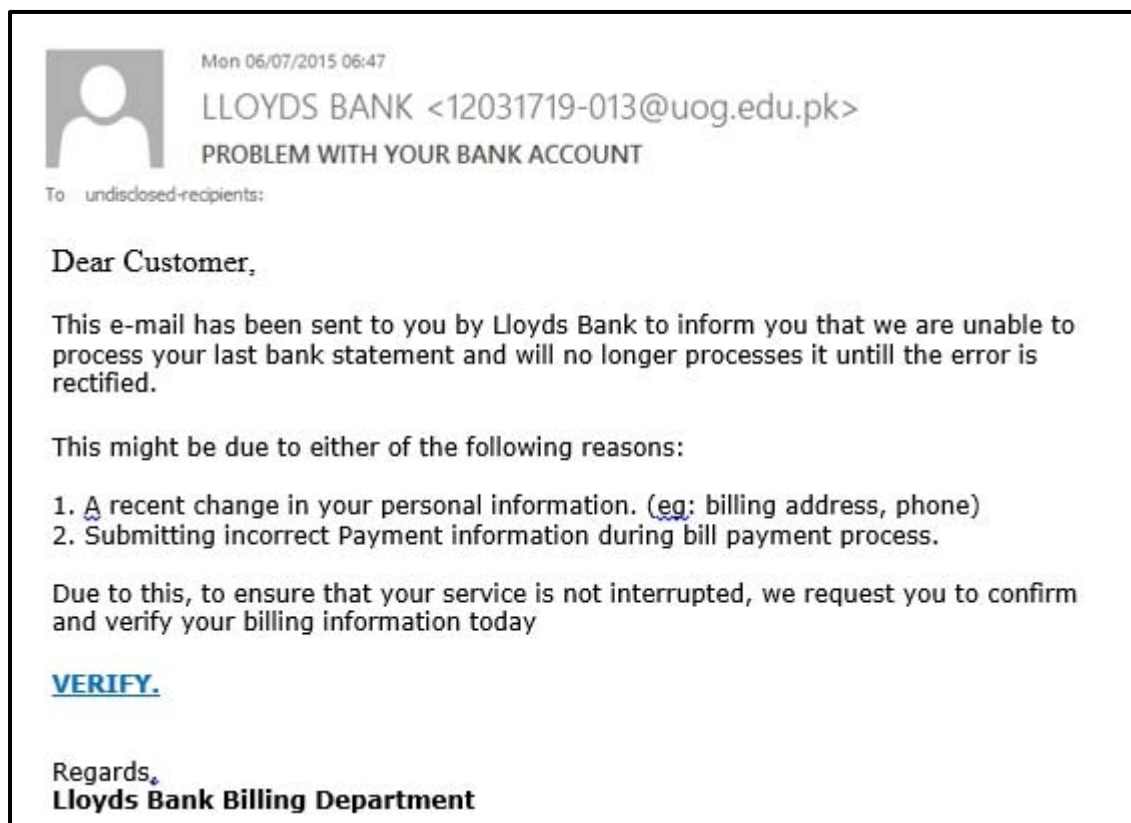 Mon 06/07/2015 06:47
LLOYDS BANK <12031719-013@uog.edu.pk>
PROBLEM WITH YOUR BANK ACCOUNT
To undisclosed-recipients:
Dear Customer,
This e-mail has been sent to you by Lloyds Bank to inform you that we are unable to
process your last bank statement and will no longer processes it untill the error is
rectified.
This might be due to either of the following reasons:
1. A recent change in your personal information. (eg: billing address, phone)
2. Submitting incorrect Payment information during bill payment process.
Due to this, to ensure that your service is not interrupted, we request you to confirm
and verify your billing information today
VERIFY.
Regards,
Lloyds Bank Billing Department